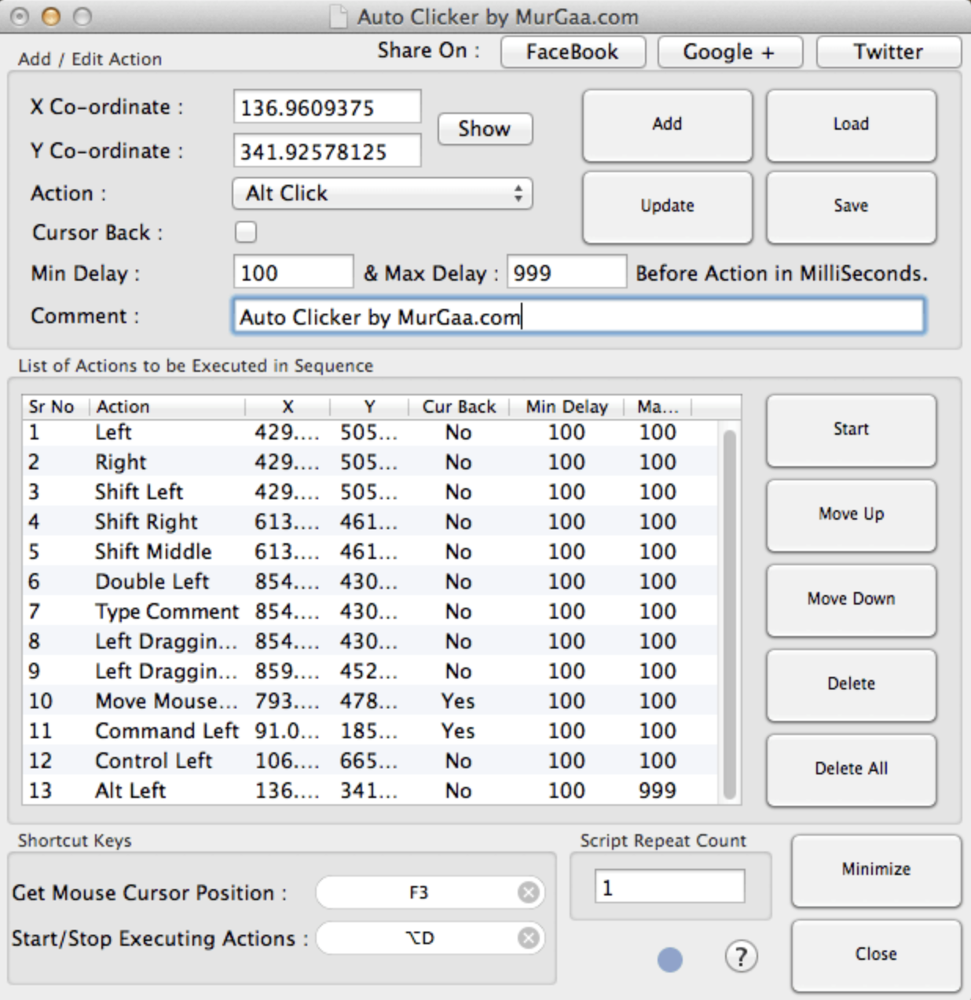 Auto Clicker by MurGaa.com
Share On : FaceBook Google + Twitter
Add / Edit Action
X Co-ordinate : 136.9609375
Show
Y Co-ordinate : 341.92578125
Add Load
Action : Alt Click
Update Save
Cursor Back :
Min Delay : 100 & Max Delay : 999 Before Action in MilliSeconds.
Comment : Auto Clicker by MurGaa.com
List of Actions to be Executed in Sequence
Sr No Action X Y Cur Back Min Delay Ma...
1 Left 429.... 505... No 100 100
2 Right 429.... 505... No 100 100
3 Shift Left 429.... 505... No 100 100
4 Shift Right 613.... 461... No 100 100
5 Shift Middle 613.... 461... No 100 100
6 Double Left 854.... 430... No 100 100
7 Type Comment 854.... 430... No 100 100
8 Left Draggin... 854.... 430... No 100 100
9 Left Draggin... 859.... 452... No 100 100
10 Move Mouse... 793.... 478... Yes 100 100
11 Command Left 91.0... 185... Yes 100 100
12 Control Left 106.... 665... No 100 100
13 Alt Left 136.... 341... No 100 999
Start
Move Up
Move Down
Delete
Delete All
Shortcut Keys
Get Mouse Cursor Position : F3
Start/Stop Executing Actions : ⌥D
Script Repeat Count
1
?
Minimize
Close